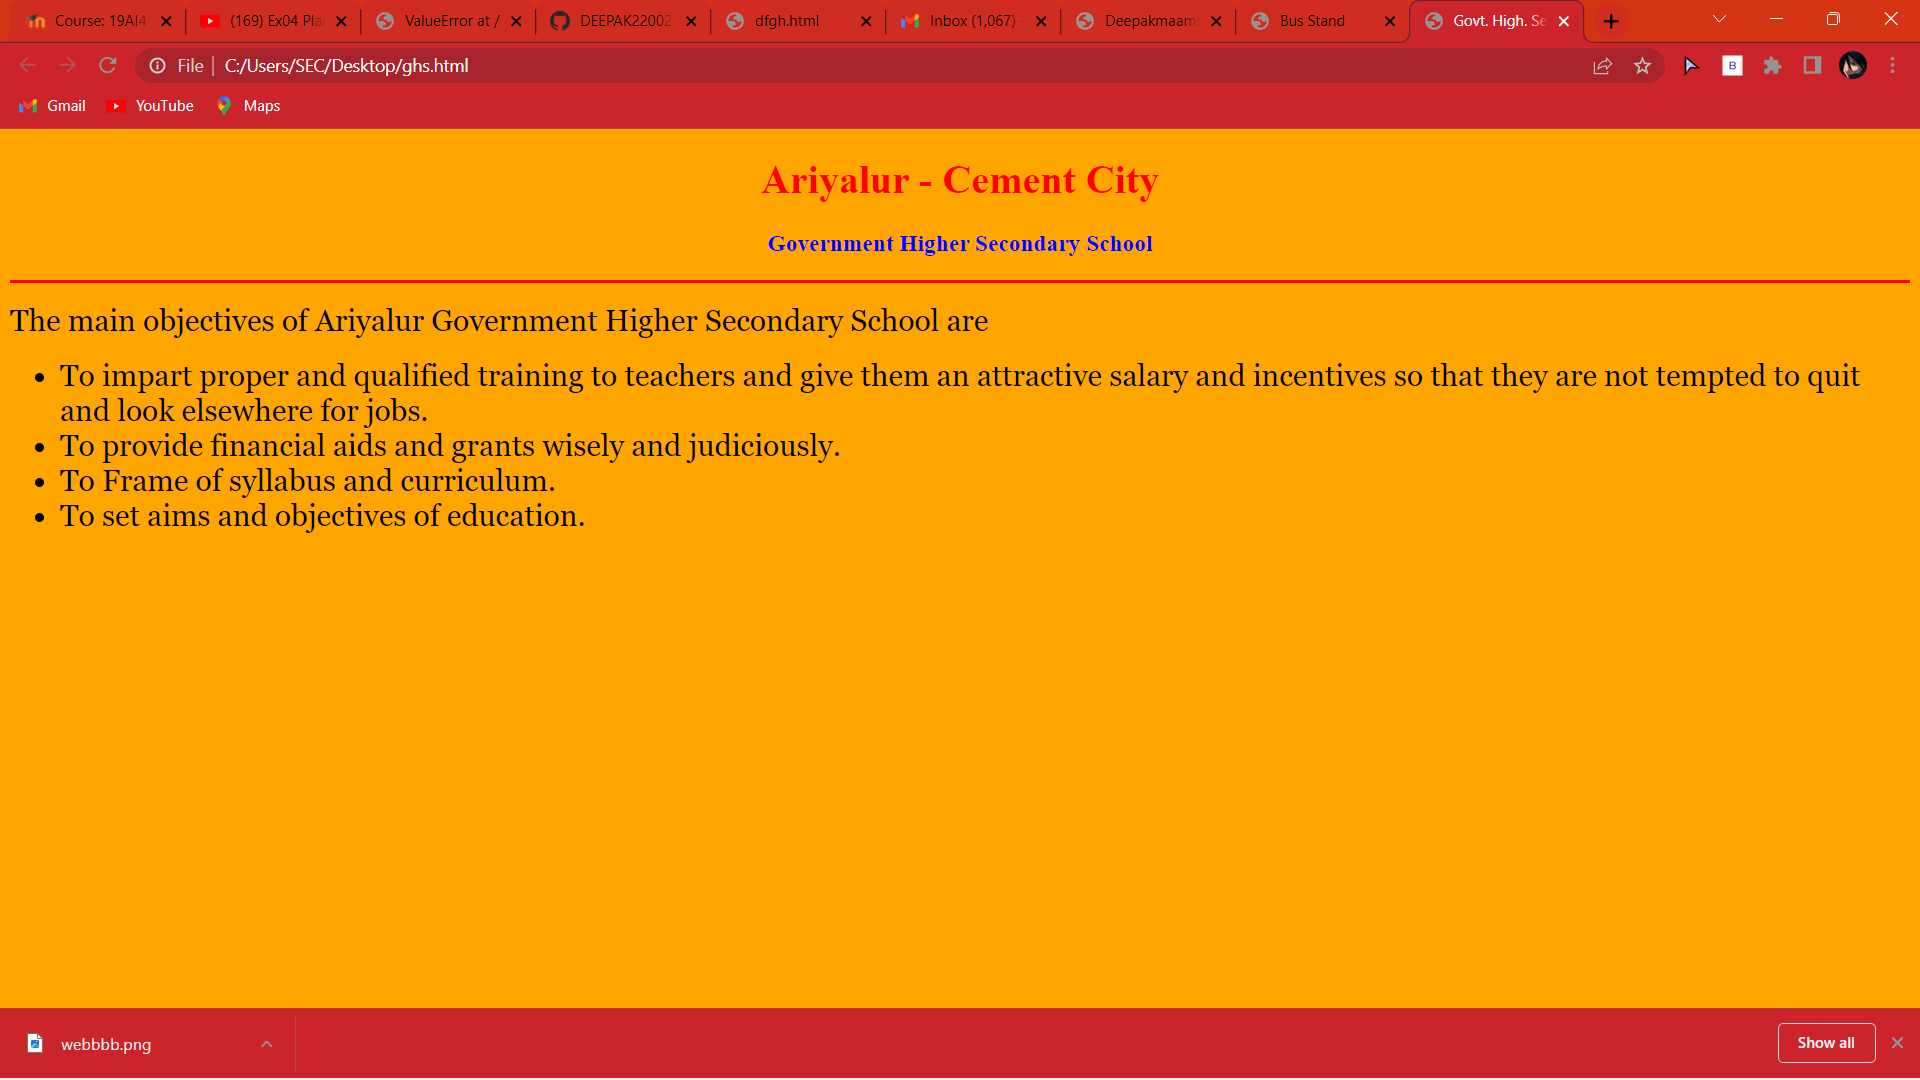 Course: 19AI4
(169) Ex04 Pla
ValueError at /
DEEPAK22002
dfgh.html
Inbox (1,067) -
Deepakmaam
Bus Stand
Govt. High. Se
File | C:/Users/SEC/Desktop/ghs.html
B
Gmail
YouTube
Maps
Ariyalur - Cement City
Government Higher Secondary School
The main objectives of Ariyalur Government Higher Secondary School are
• To impart proper and qualified training to teachers and give them an attractive salary and incentives so that they are not tempted to quit
and look elsewhere for jobs.
• To provide financial aids and grants wisely and judiciously.
• To Frame of syllabus and curriculum.
• To set aims and objectives of education.
webbbb.png
Show all